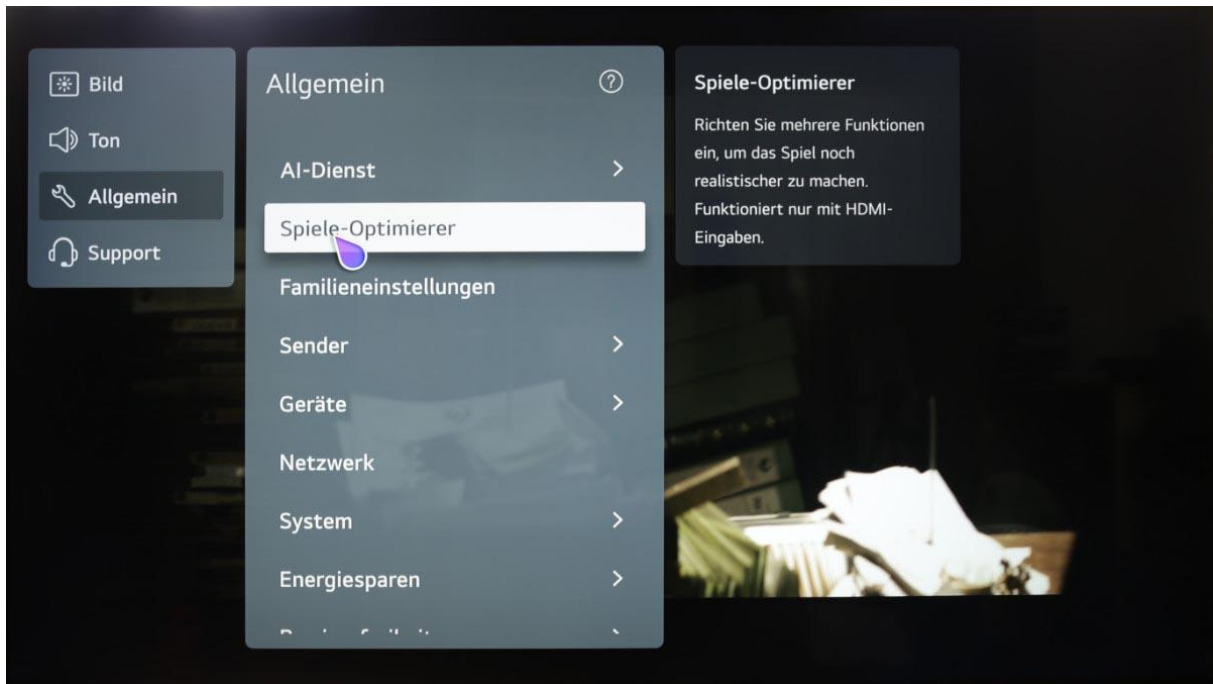 Bild
Ton
Allgemein
Support
Allgemein
AI-Dienst
Spiele-Optimierer
Familieneinstellungen
Sender
Geräte
Netzwerk
System
Energiesparen
Spiele-Optimierer
Richten Sie mehrere Funktionen
ein, um das Spiel noch
realistischer zu machen.
Funktioniert nur mit HDMI-
Eingaben.